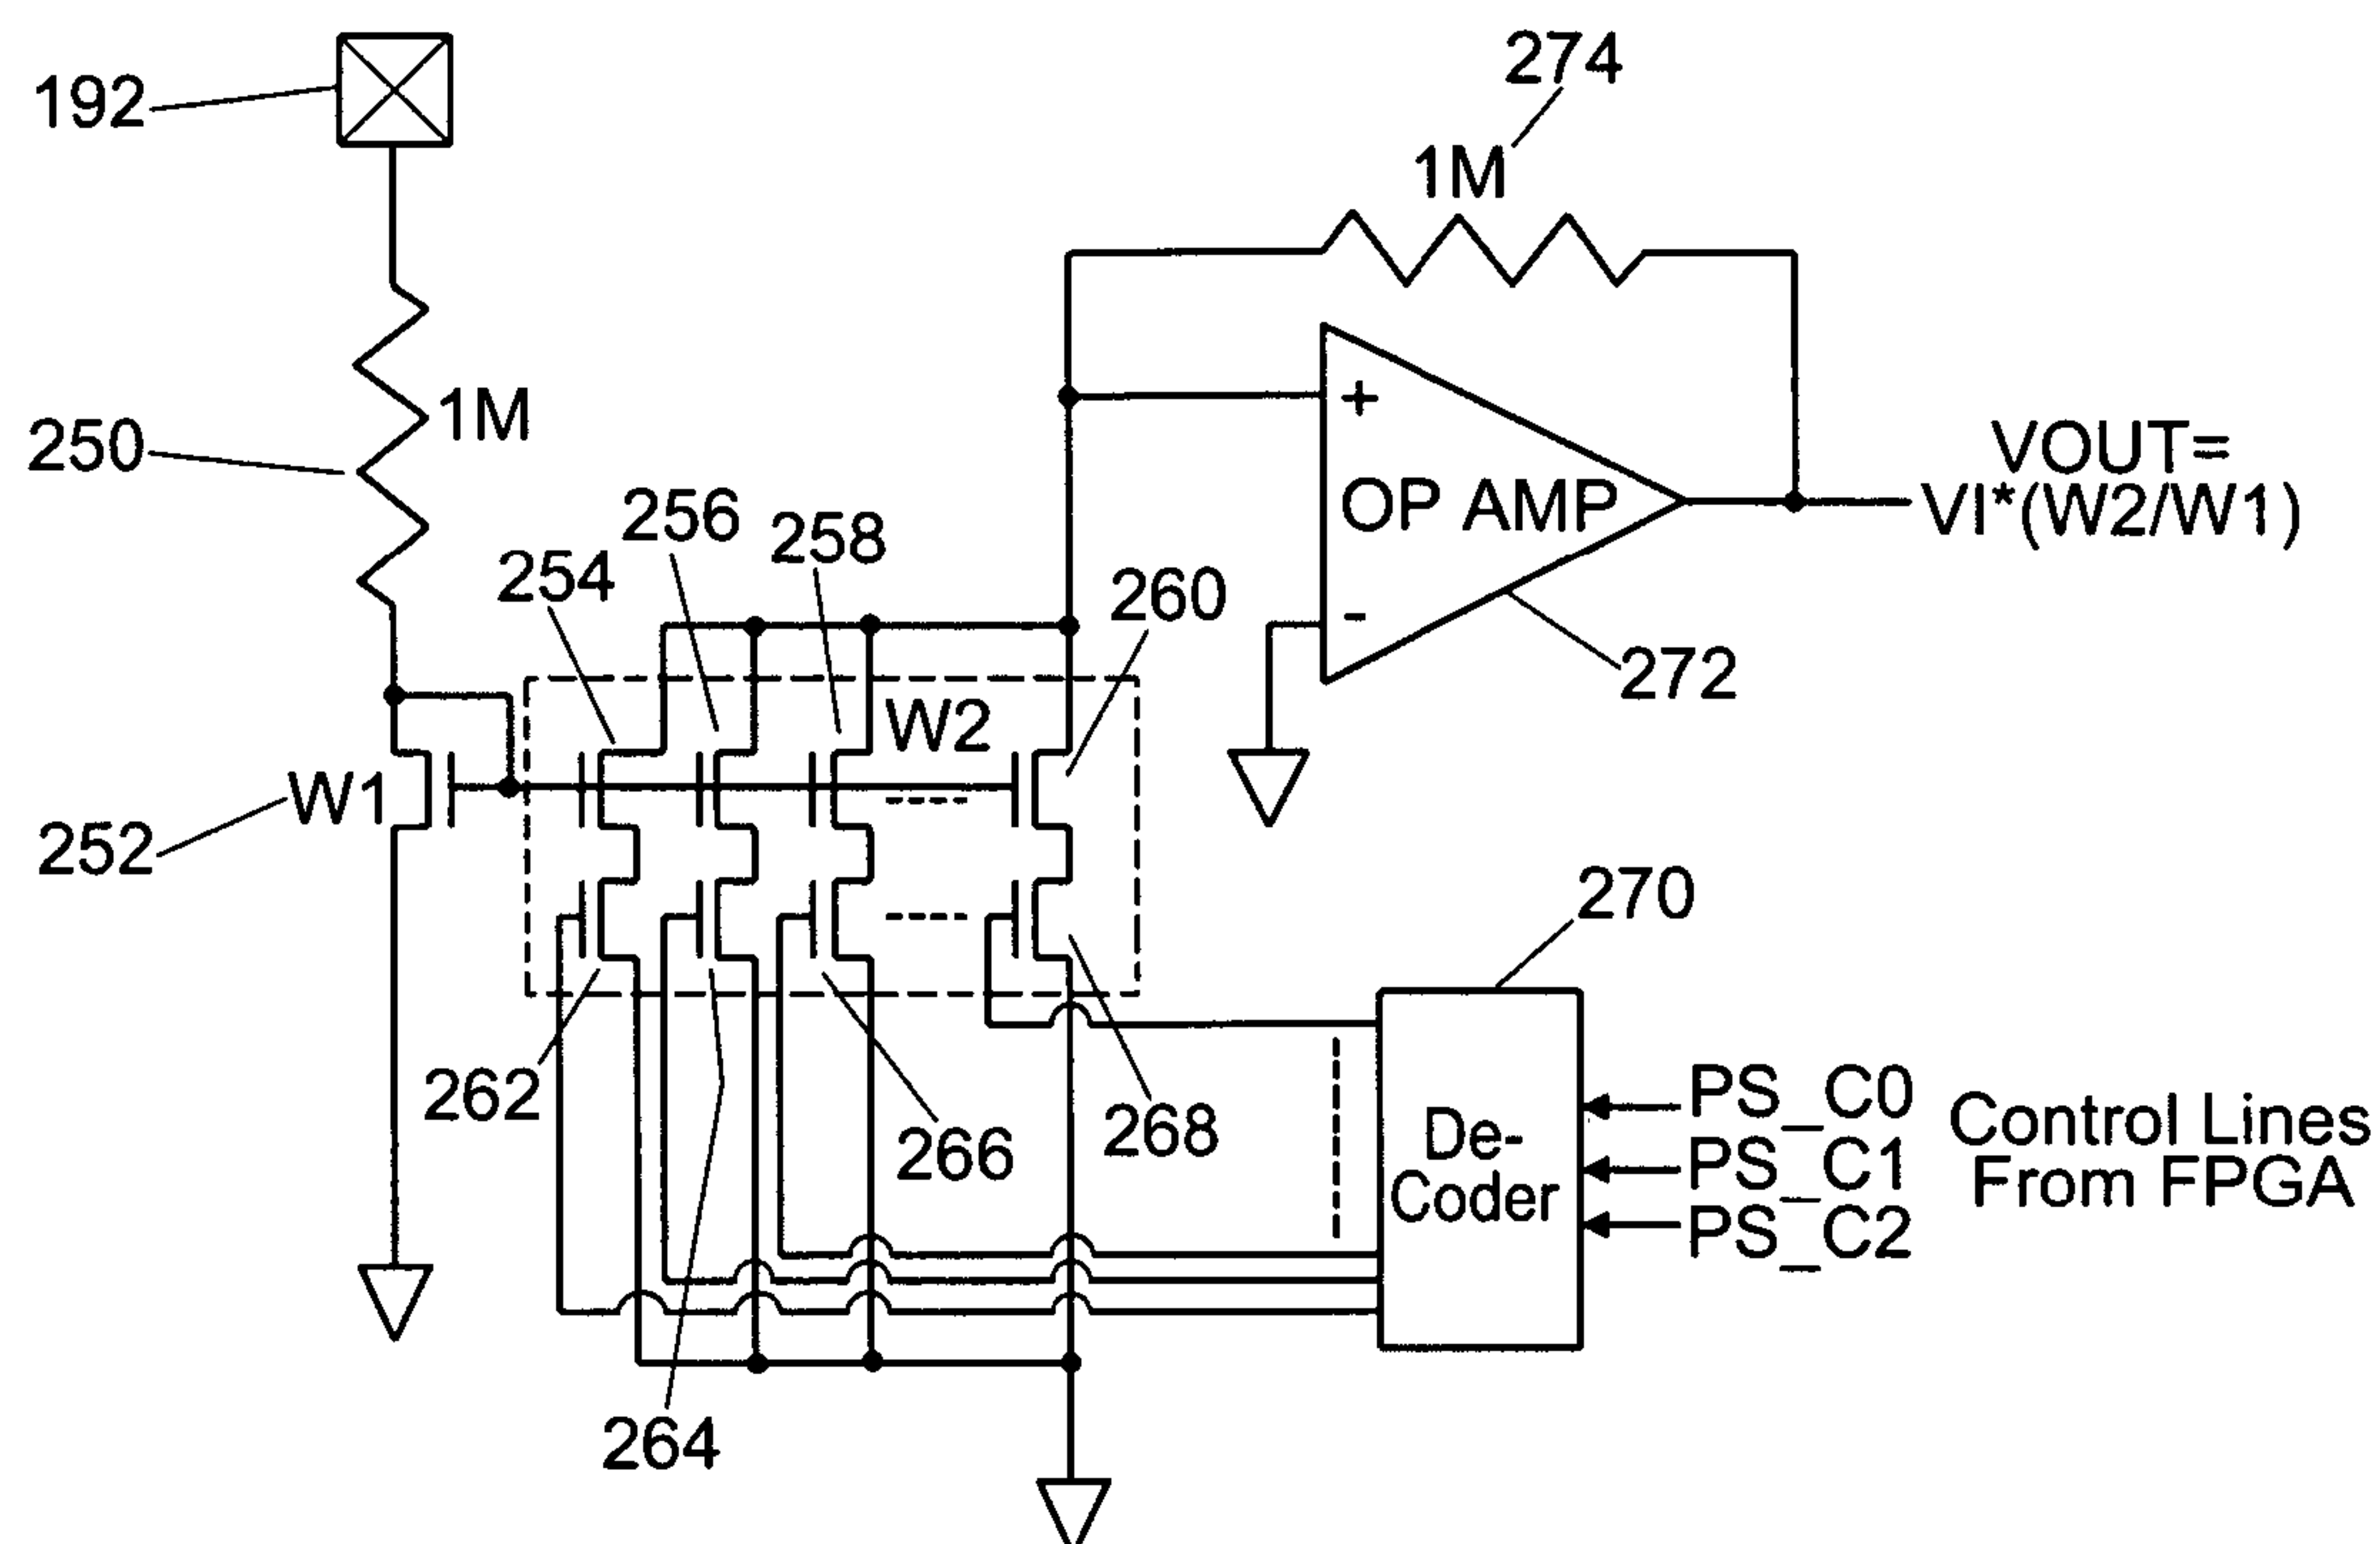 192
274
1M
250
1M
+
OP AMP
-
VOUT=
VI*(W2/W1)
256
258
254
260
272
W2
W1
252
270
262
266
268
264
De-
Coder
PS_C0
PS_C1
PS_C2
Control Lines
From FPGA